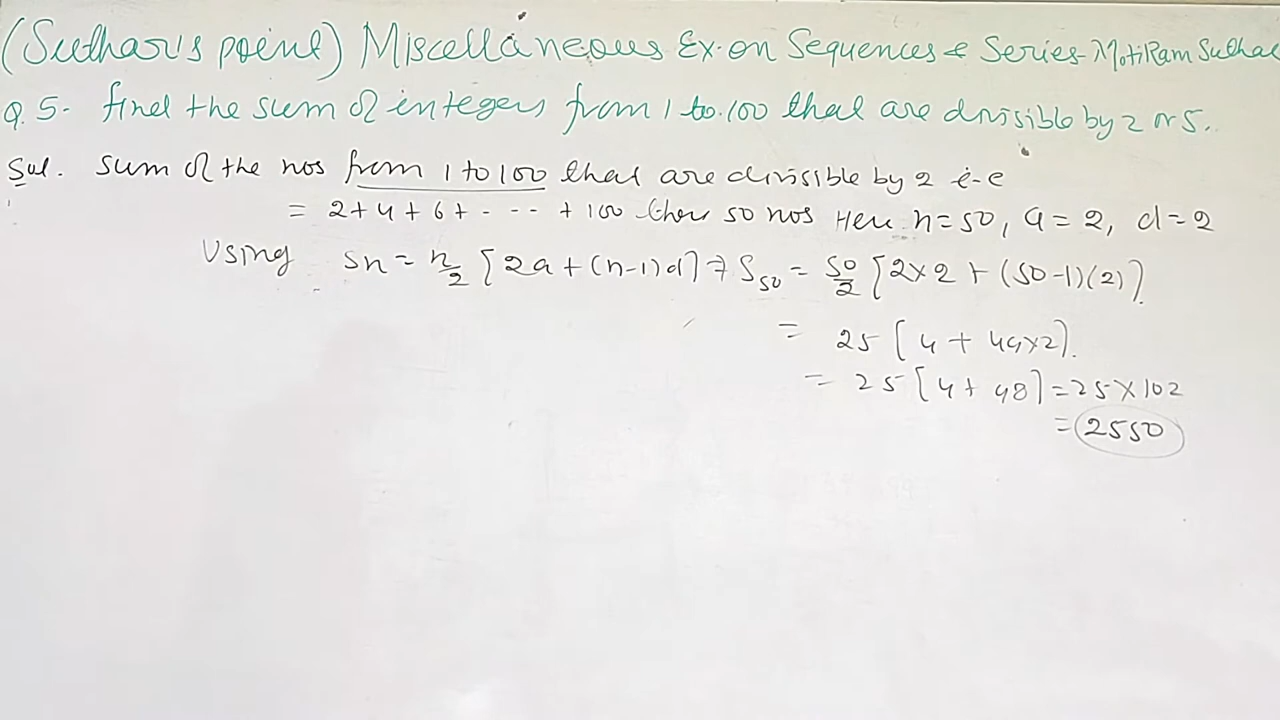 (Suthar's point) Miscellaneous Ex. on Sequences & Series - MotiRam Suthar
Q.5. find the sum of integers from 1 to 100 that are divisible by 2 or 5.
Sol. Sum of the nos from 1 to 100 that are divisible by 2 i-e
= 2+4+6+ - -- + 100 there 50 nos Here n=50, a=2, d=2
Using Sn = n/2 [2a+(n-1)d] ⇒ S50 = 50/2 [2×2 + (50-1)(2)].
= 25 [4 + 49×2].
= 25 [4+ 48] = 25×102
= 2550